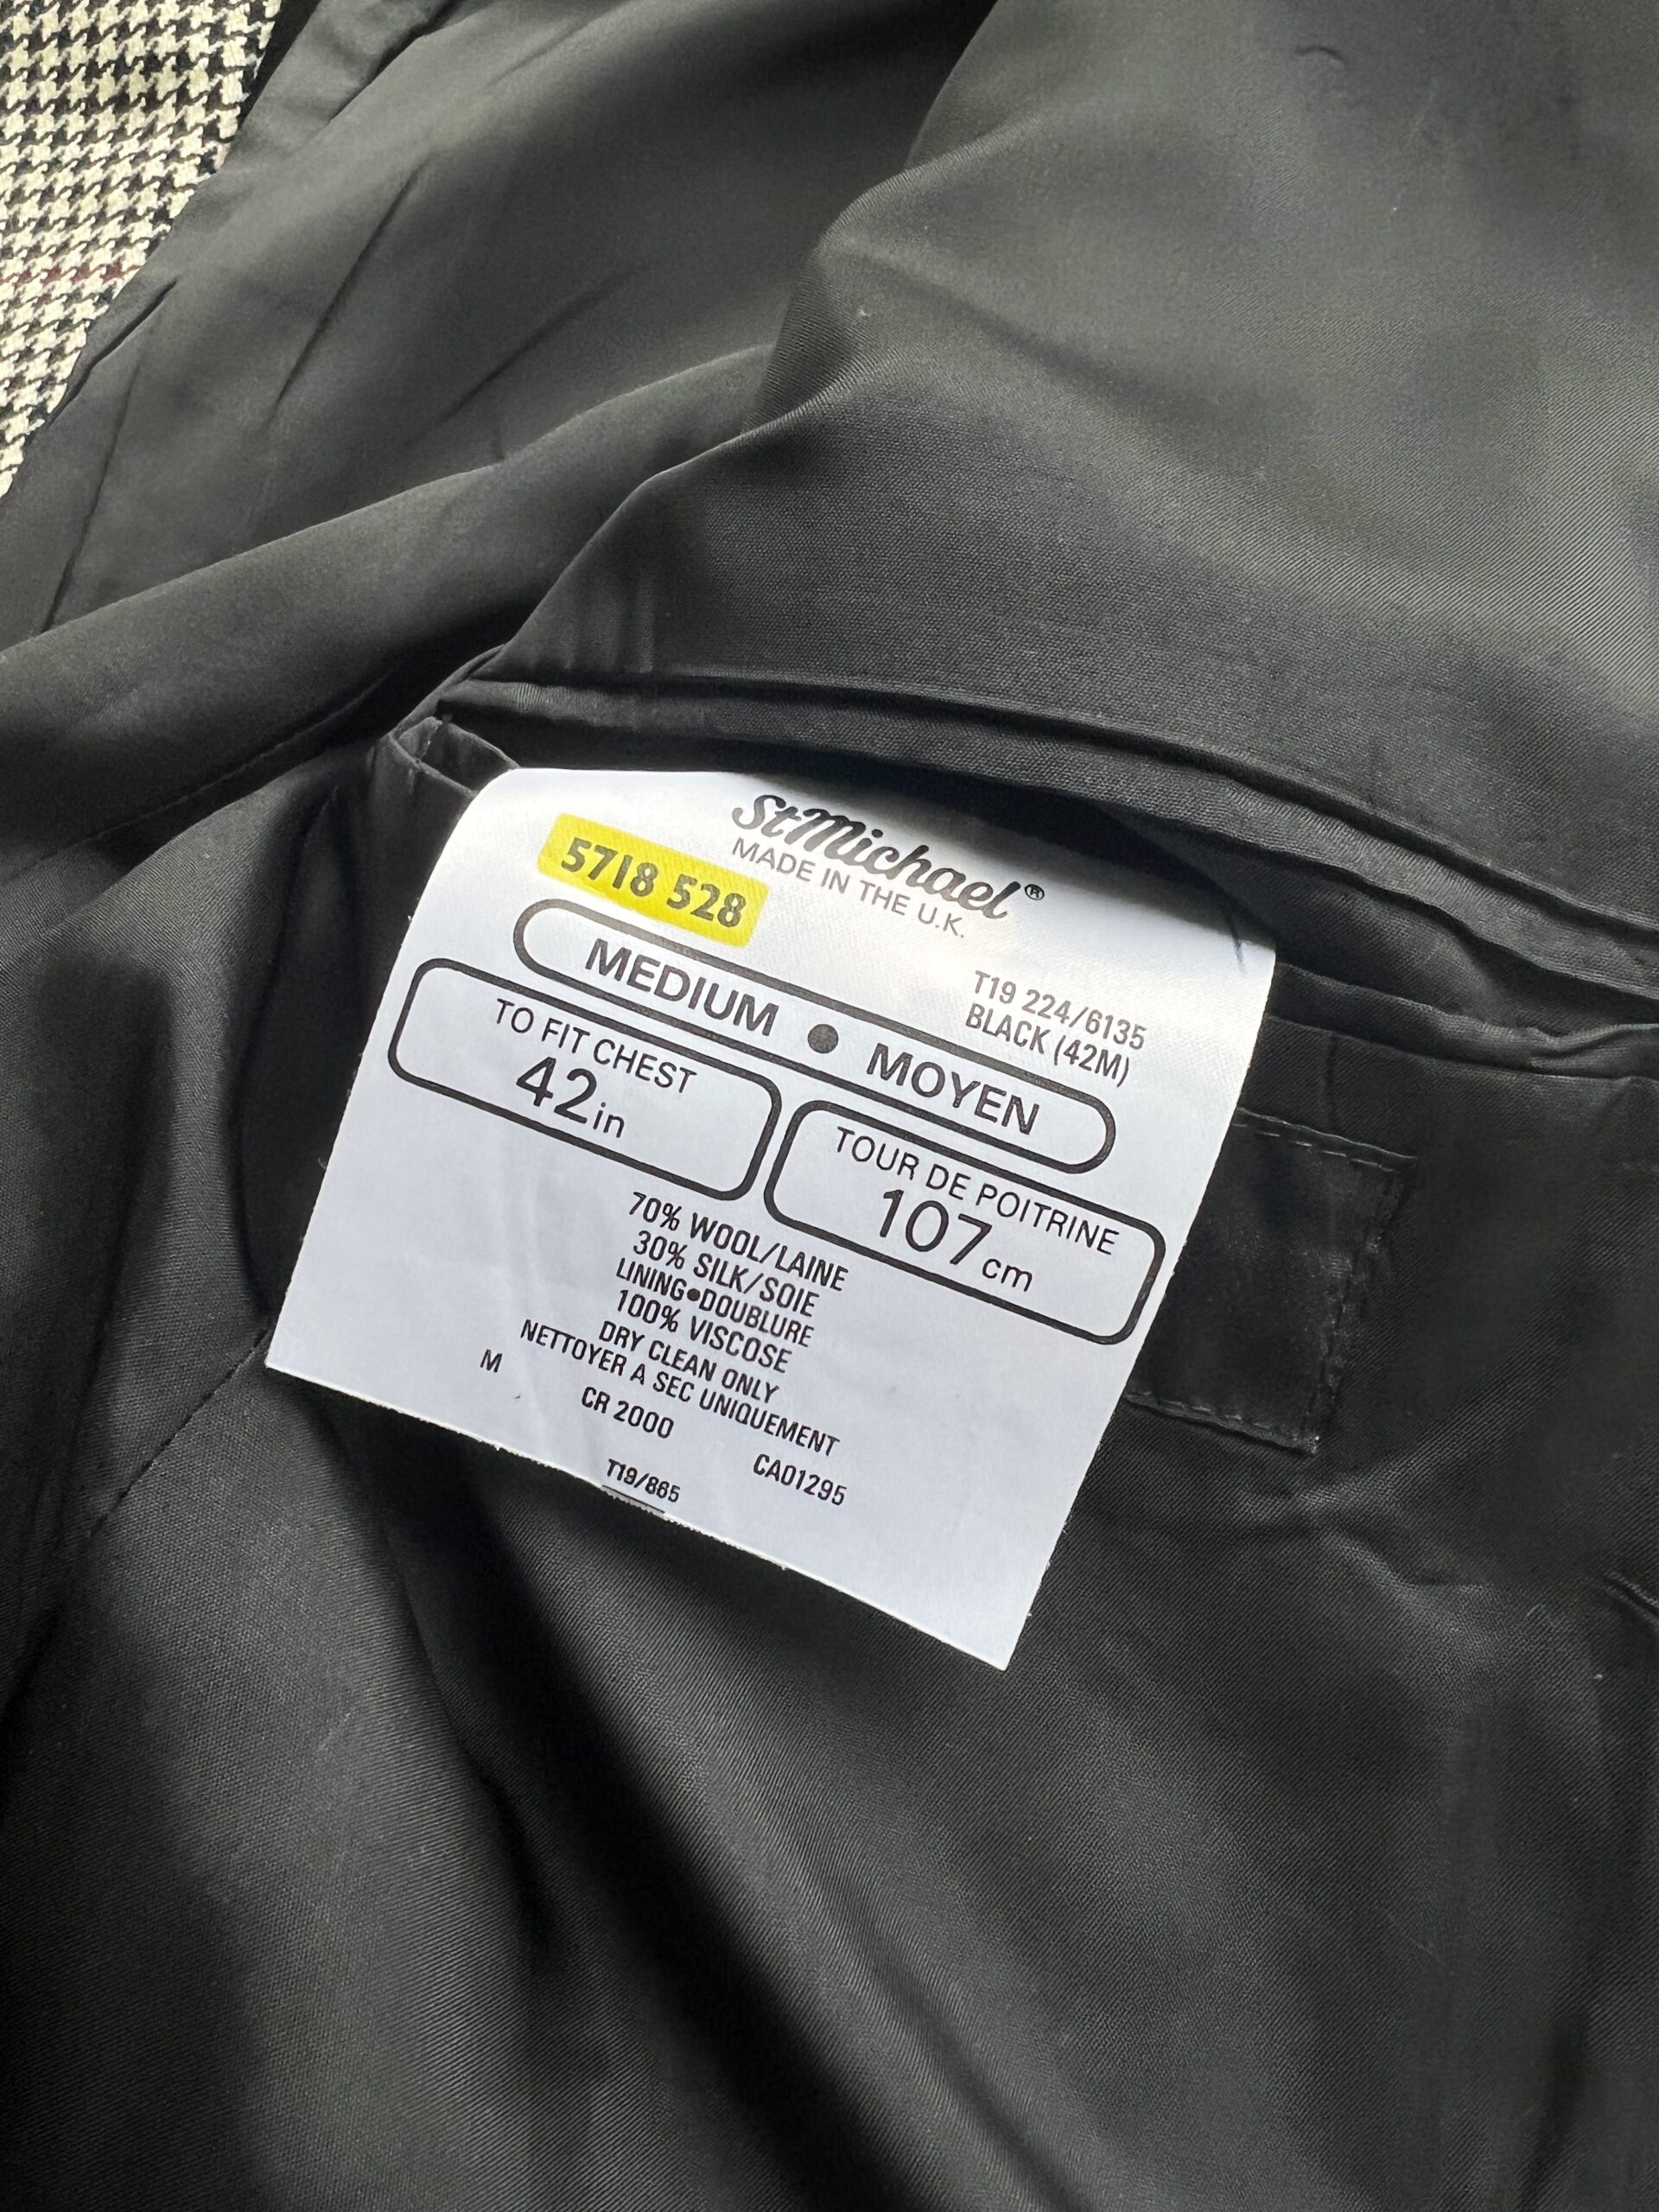 StMichael®
MADE IN THE U.K.
5718 528
T19 224/6135
BLACK (42M)
MEDIUM ● MOYEN
TO FIT CHEST
42in
TOUR DE POITRINE
107cm
70% WOOL/LAINE
30% SILK/SOIE
LINING●DOUBLURE
100% VISCOSE
DRY CLEAN ONLY
NETTOYER A SEC UNIQUEMENT
M
CR 2000
CA01295
T19/865